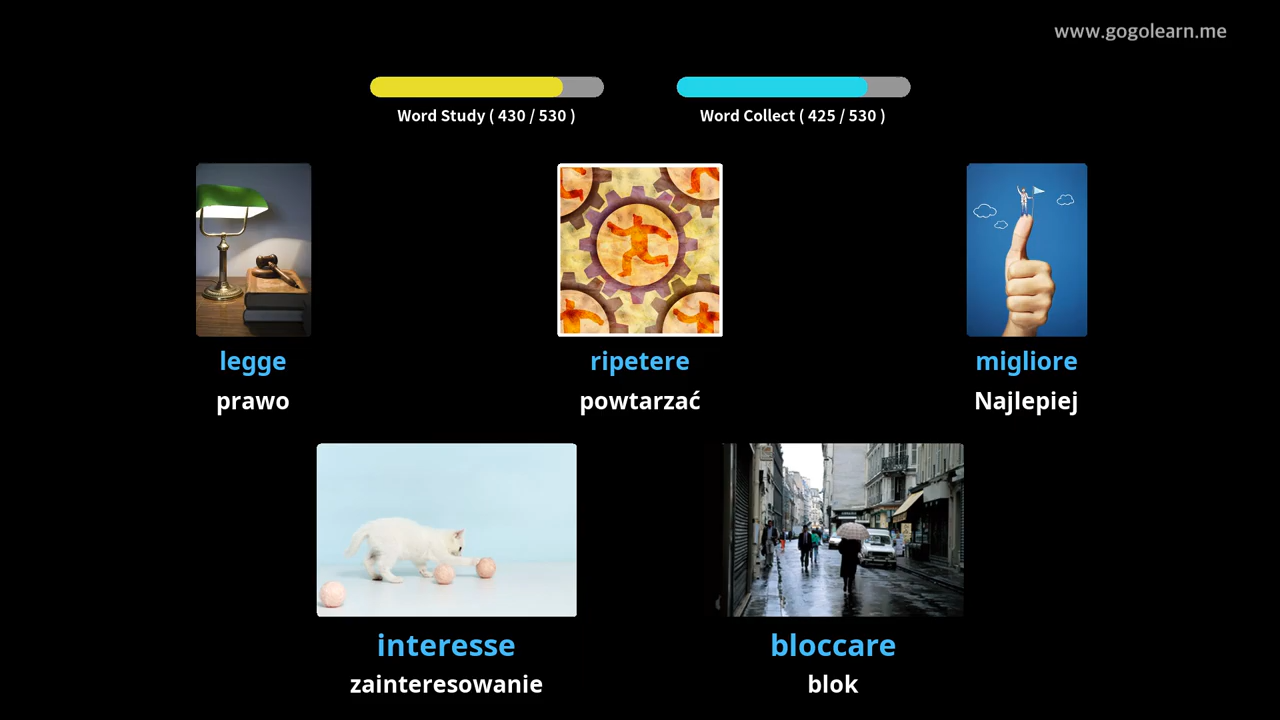 www.gogolearn.me
Word Study ( 430 / 530 )
Word Collect ( 425 / 530 )
legge
prawo
ripetere
powtarzać
migliore
Najlepiej
interesse
zainteresowanie
bloccare
blok